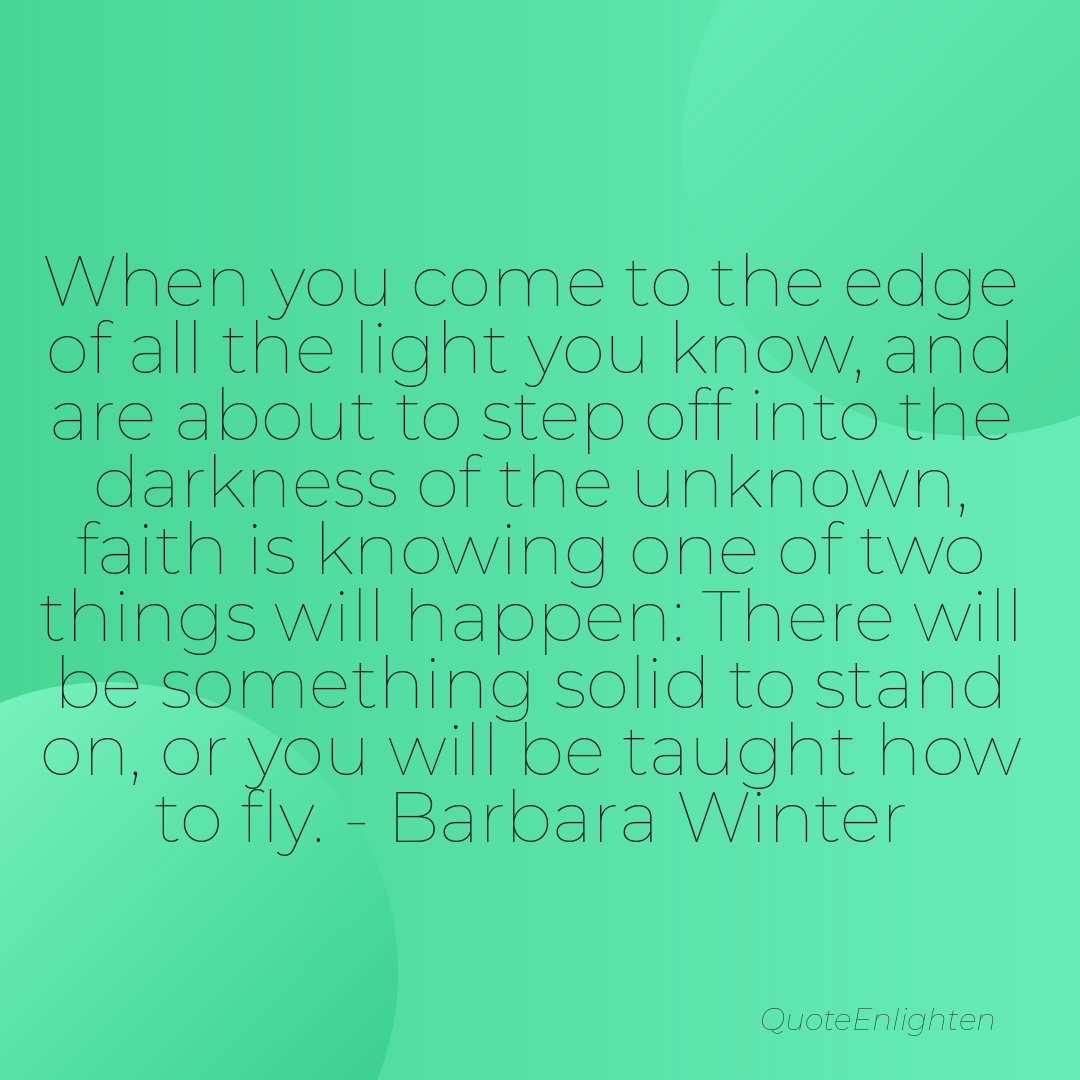 When you come to the edge
of all the light you know, and
are about to step off into the
darkness of the unknown,
faith is knowing one of two
things will happen: There will
be something solid to stand
on, or you will be taught how
to fly. - Barbara Winter
QuoteEnlighten